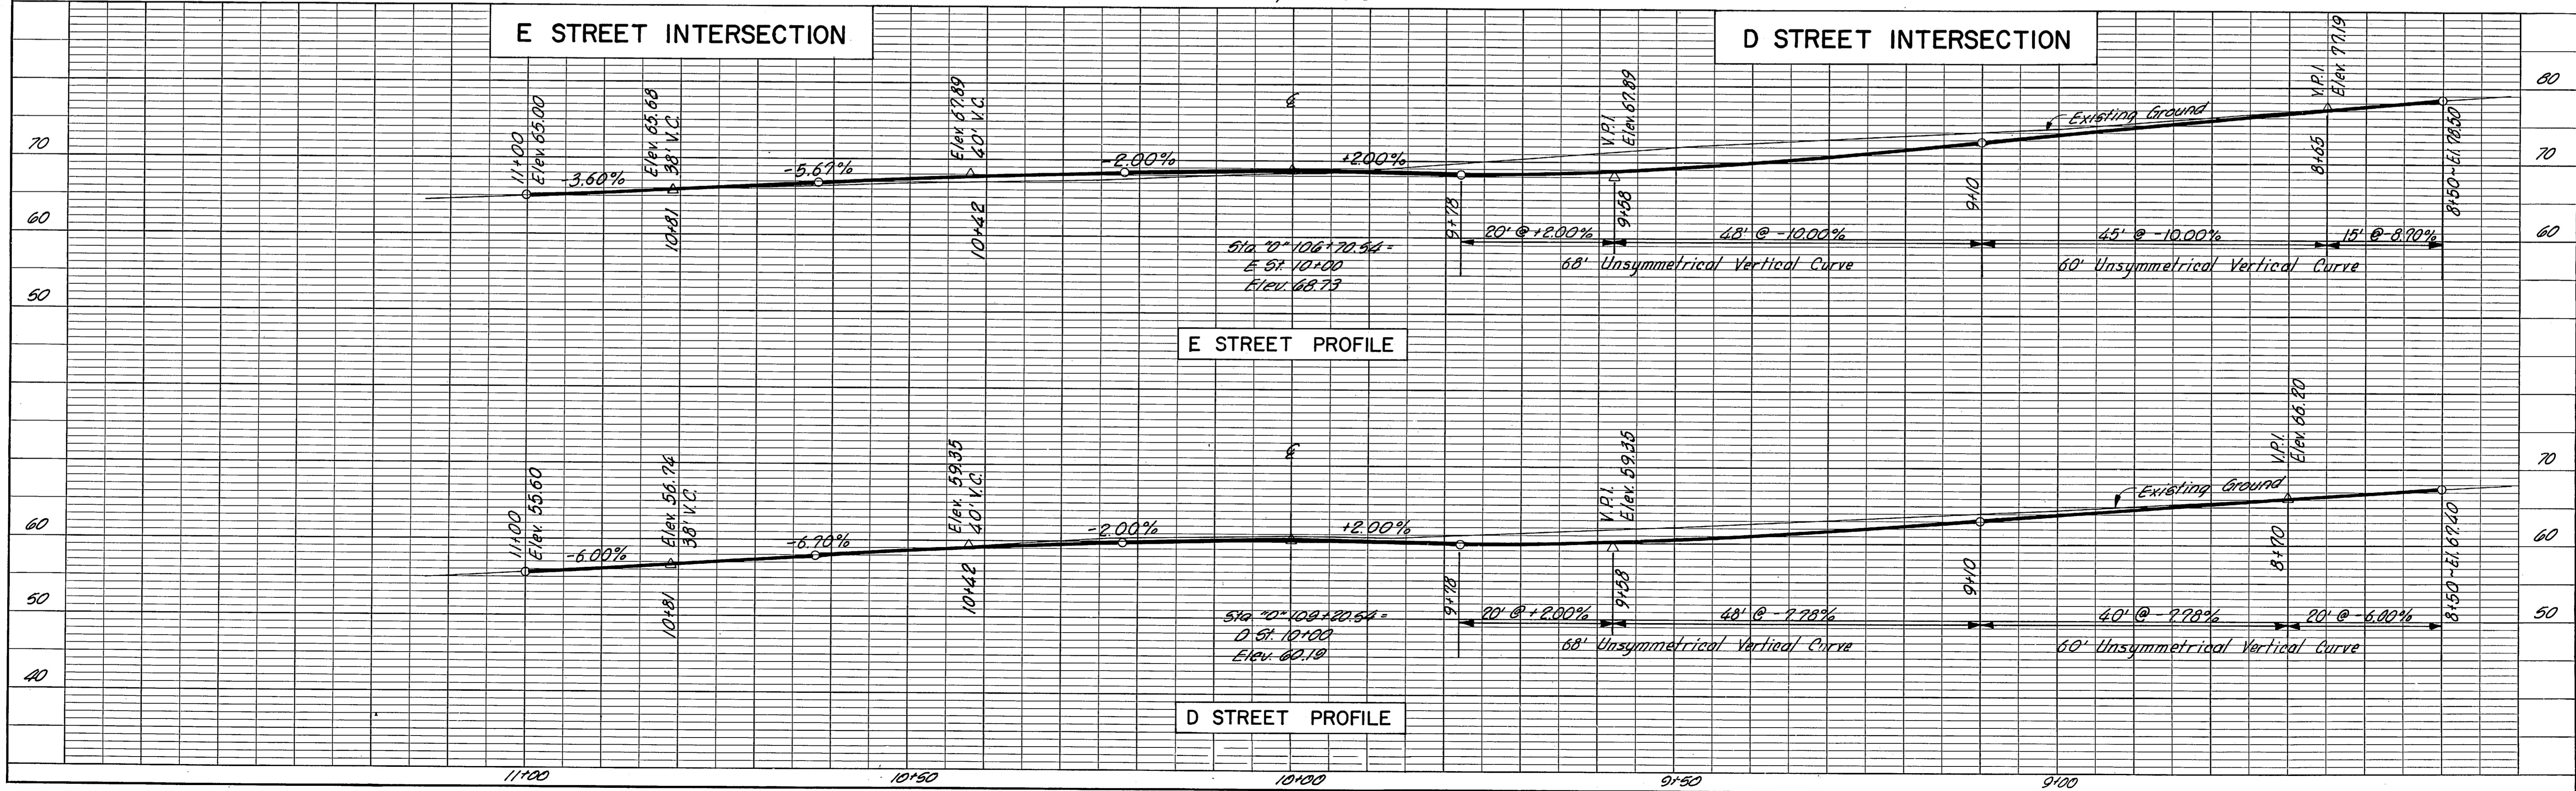 E STREET INTERSECTION
D STREET INTERSECTION
70
60
50
80
70
60
11+00
Elev. 65.00
-3.60%
Elev. 65.68
38' V.C.
10+81
-5.67%
Elev. 67.89
40' V.C.
10+42
-2.00%
℄
+2.00%
Sta. "O" 106+70.54 =
E St. 10+00
Elev. 68.73
9+78
V.P.I.
Elev. 67.89
9+58
20' @ +2.00%
48' @ -10.00%
68' Unsymmetrical Vertical Curve
9+10
Existing Ground
V.P.I.
Elev. 77.19
8+65
45' @ -10.00%
15' @ -8.70%
60' Unsymmetrical Vertical Curve
8+50 ~ El. 78.50
E STREET PROFILE
60
50
40
70
60
50
11+00
Elev. 55.60
-6.00%
Elev. 56.74
38' V.C.
10+81
-6.70%
Elev. 59.35
40' V.C.
10+42
-2.00%
℄
+2.00%
Sta. "O" 109+20.54 =
D St. 10+00
Elev. 60.19
9+78
V.P.I.
Elev. 59.35
9+58
20' @ +2.00%
48' @ -7.78%
68' Unsymmetrical Vertical Curve
9+10
Existing Ground
V.P.I.
Elev. 66.20
8+70
40' @ -7.78%
20' @ -6.00%
60' Unsymmetrical Vertical Curve
8+50 ~ El. 67.40
D STREET PROFILE
11+00
10+50
10+00
9+50
9+00